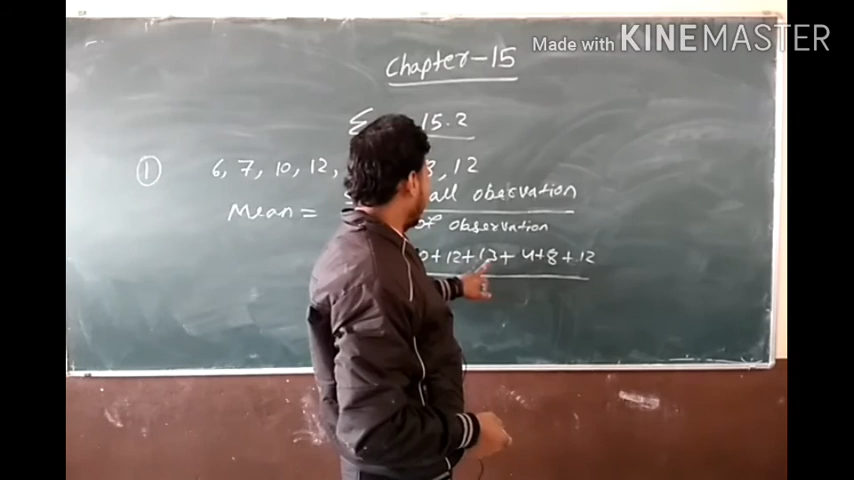 Made with KINEMASTER
Chapter-15
15.2
1 6, 7, 10, 12, 12
all observation
Mean =
of observation
+ 12 + 13 + 4 + 8 + 12